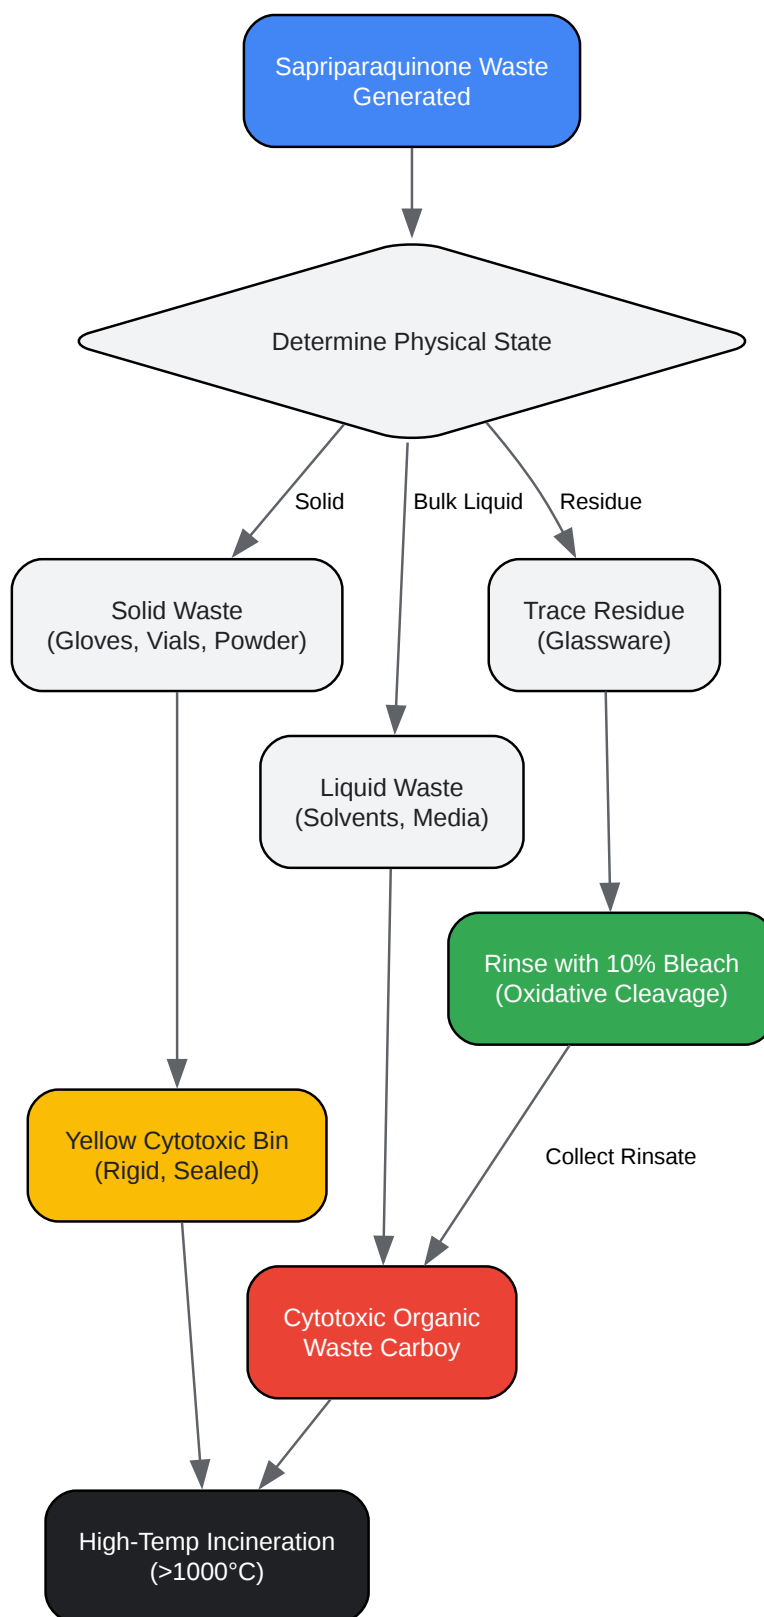 Sapriparaquinone Waste
Generated
Determine Physical State
Solid
Bulk Liquid
Residue
Solid Waste
(Gloves, Vials, Powder)
Trace Residue
(Glassware)
Liquid Waste
(Solvents, Media)
Rinse with 10% Bleach
(Oxidative Cleavage)
Yellow Cytotoxic Bin
(Rigid, Sealed)
Collect Rinsate
Cytotoxic Organic
Waste Carboy
High-Temp Incineration
(>1000°C)